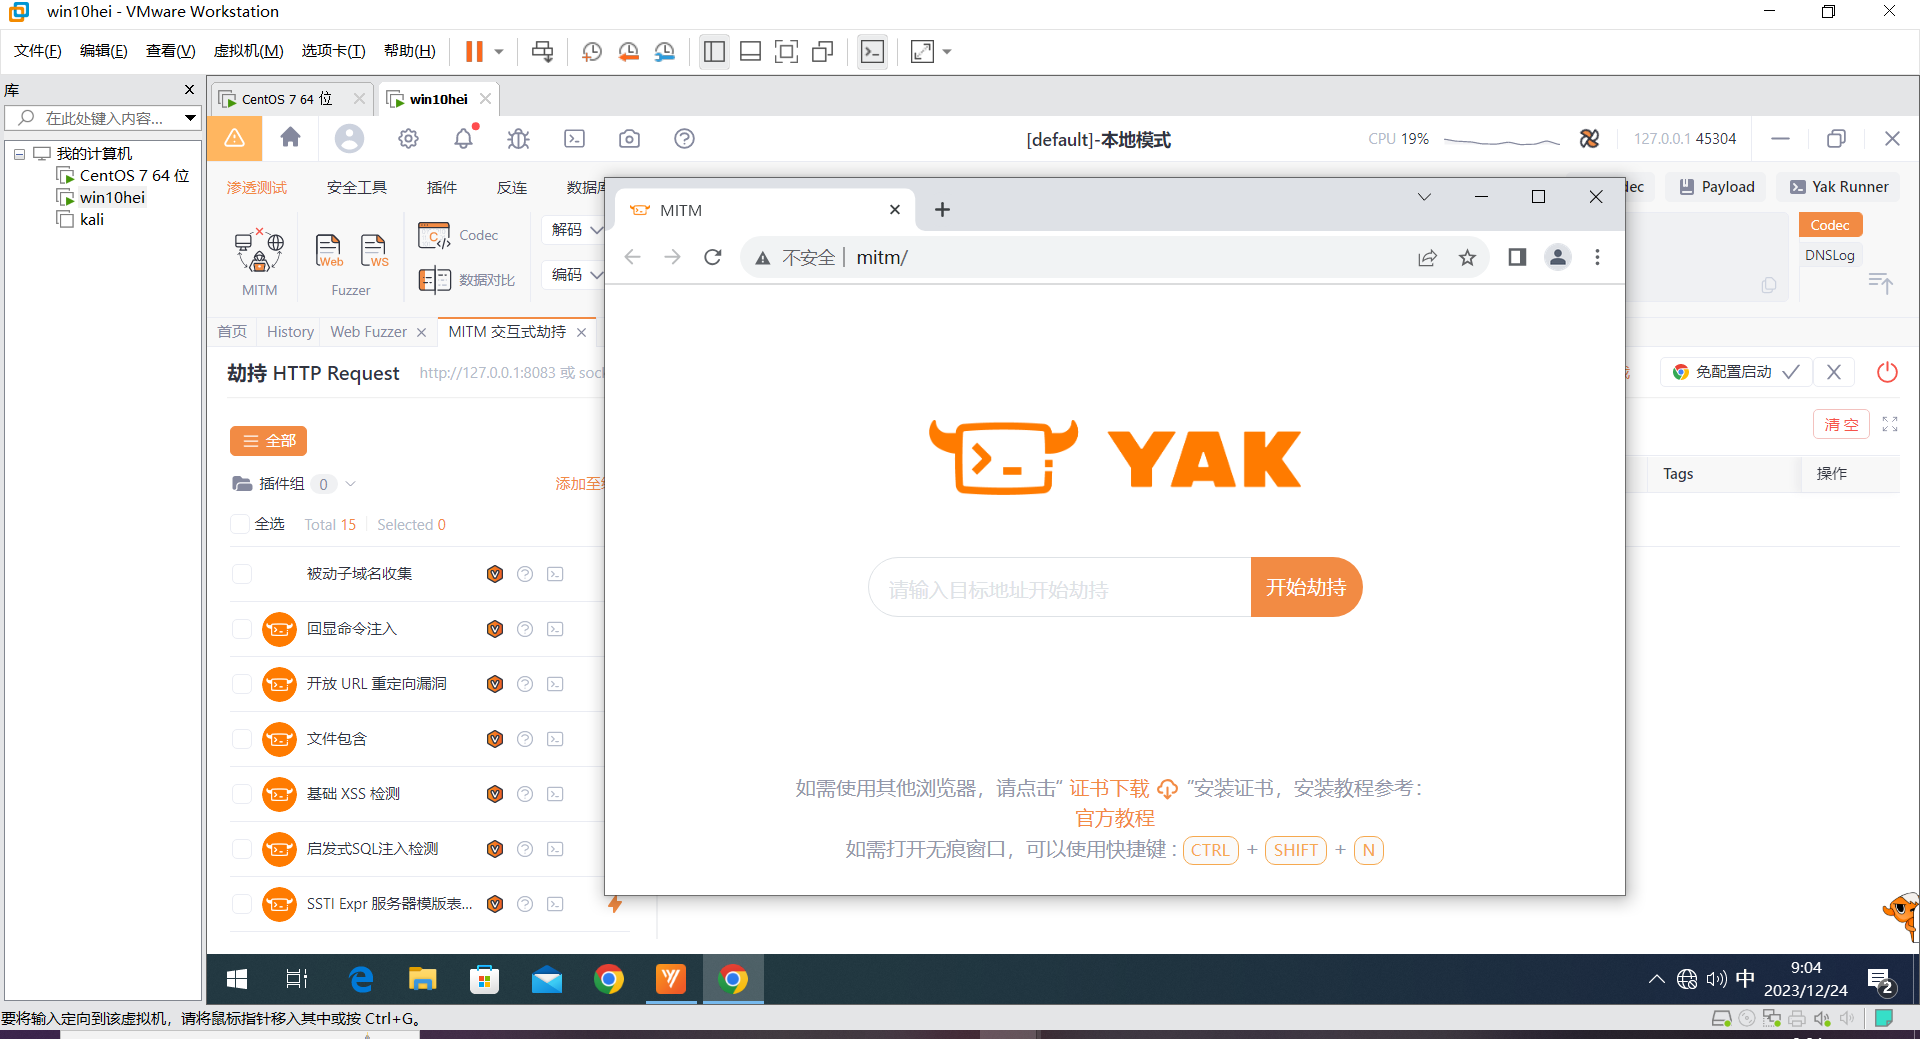 win10hei - VMware Workstation
文件(F) 编辑(E) 查看(V) 虚拟机(M) 选项卡(T) 帮助(H)
库
在此处键入内容...
我的计算机
CentOS 7 64 位
win10hei
kali
CentOS 7 64 位 win10hei
[default]-本地模式 CPU 19% 127.0.0.1 45304
渗透测试 安全工具 插件 反连 数据库
Payload Yak Runner
MITM Web WS Fuzzer
Codec 解码
数据对比 编码
Codec
DNSLog
首页 History Web Fuzzer MITM 交互式劫持
劫持 HTTP Request http://127.0.0.1:8083 或 sock
免配置启动
清 空
全部
插件组 0 添加至
Tags 操作
全选 Total 15 Selected 0
被动子域名收集
回显命令注入
开放 URL 重定向漏洞
文件包含
基础 XSS 检测
启发式SQL注入检测
SSTI Expr 服务器模版表...
MITM
不安全 mitm/
YAK
请输入目标地址开始劫持 开始劫持
如需使用其他浏览器，请点击“ 证书下载 ”安装证书，安装教程参考：
官方教程
如需打开无痕窗口，可以使用快捷键 : CTRL + SHIFT + N
中
9:04
2023/12/24
2
要将输入定向到该虚拟机，请将鼠标指针移入其中或按 Ctrl+G。